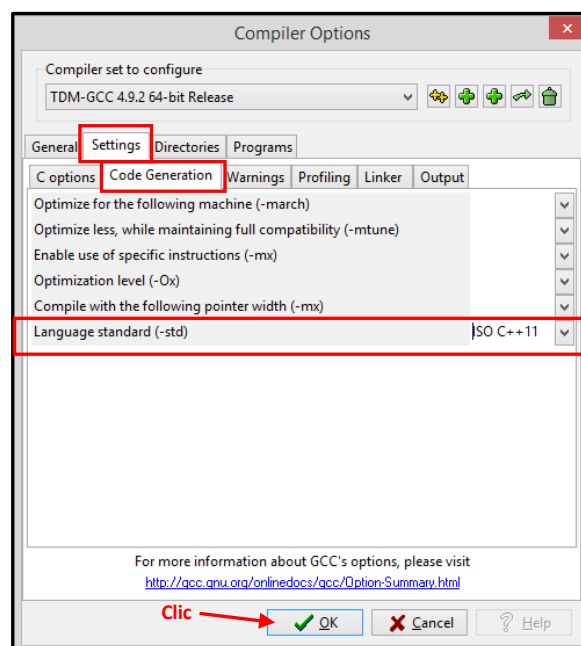 Compiler Options
Compiler set to configure
TDM-GCC 4.9.2 64-bit Release
General Settings Directories Programs
C options Code Generation Warnings Profiling Linker Output
Optimize for the following machine (-march)
Optimize less, while maintaining full compatibility (-mtune)
Enable use of specific instructions (-mx)
Optimization level (-Ox)
Compile with the following pointer width (-mx)
Language standard (-std) ISO C++11
For more information about GCC's options, please visit
http://gcc.gnu.org/onlinedocs/gcc/Option-Summary.html
Clic OK Cancel Help